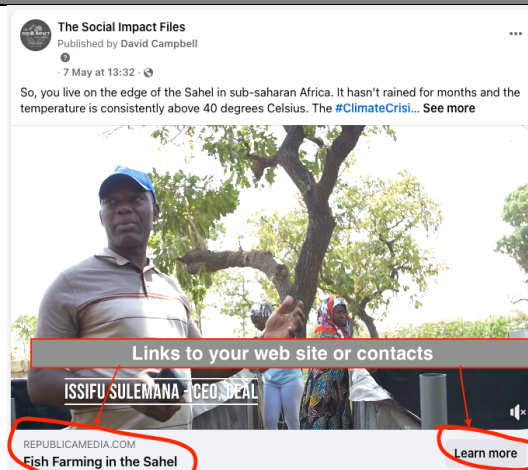 The Social Impact Files
Published by David Campbell
· 7 May at 13:32 ·
So, you live on the edge of the Sahel in sub-saharan Africa. It hasn't rained for months and the
temperature is consistently above 40 degrees Celsius. The #ClimateCrisi... See more
Links to your web site or contacts
ISSIFU SULEMANA - CEO, CEAL
REPUBLICAMEDIA.COM
Fish Farming in the Sahel
Learn more